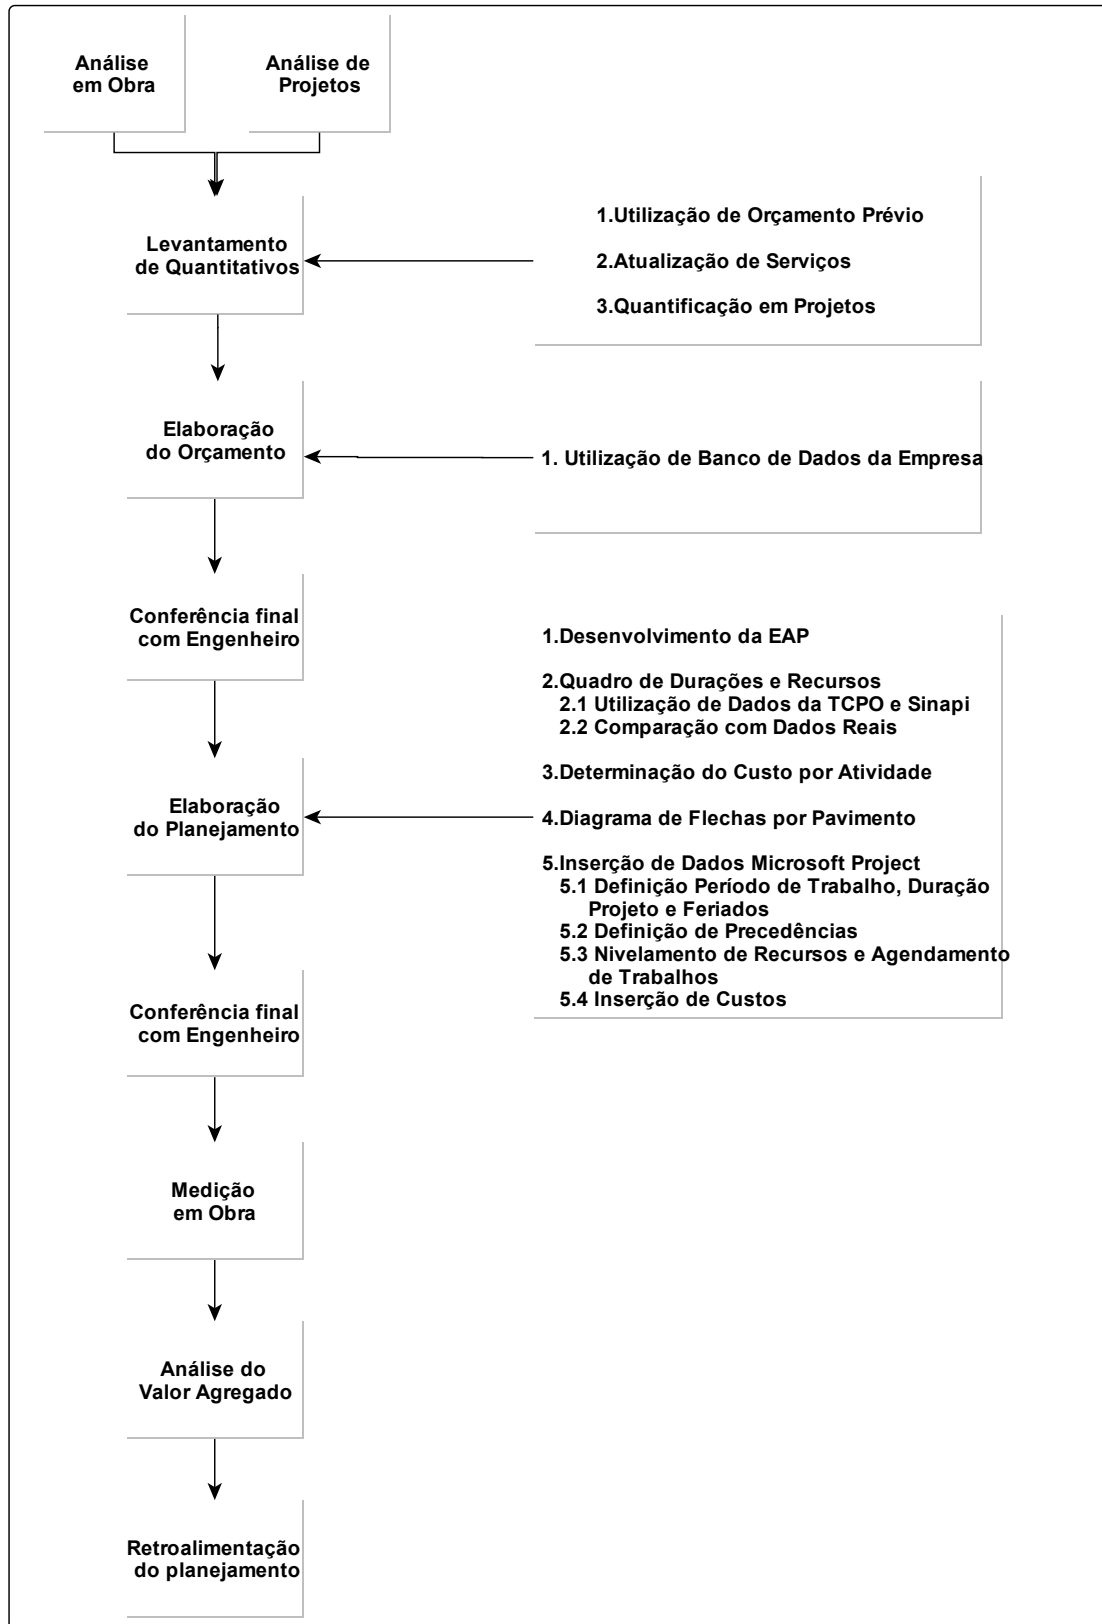 Análise
em Obra
Análise de
Projetos
Levantamento
de Quantitativos
1.Utilização de Orçamento Prévio
2.Atualização de Serviços
3.Quantificação em Projetos
Elaboração
do Orçamento
1. Utilização de Banco de Dados da Empresa
Conferência final
com Engenheiro
1.Desenvolvimento da EAP
2.Quadro de Durações e Recursos
2.1 Utilização de Dados da TCPO e Sinapi
2.2 Comparação com Dados Reais
3.Determinação do Custo por Atividade
4.Diagrama de Flechas por Pavimento
5.Inserção de Dados Microsoft Project
5.1 Definição Período de Trabalho, Duração
Projeto e Feriados
5.2 Definição de Precedências
5.3 Nivelamento de Recursos e Agendamento
de Trabalhos
5.4 Inserção de Custos
Elaboração
do Planejamento
Conferência final
com Engenheiro
Medição
em Obra
Análise do
Valor Agregado
Retroalimentação
do planejamento